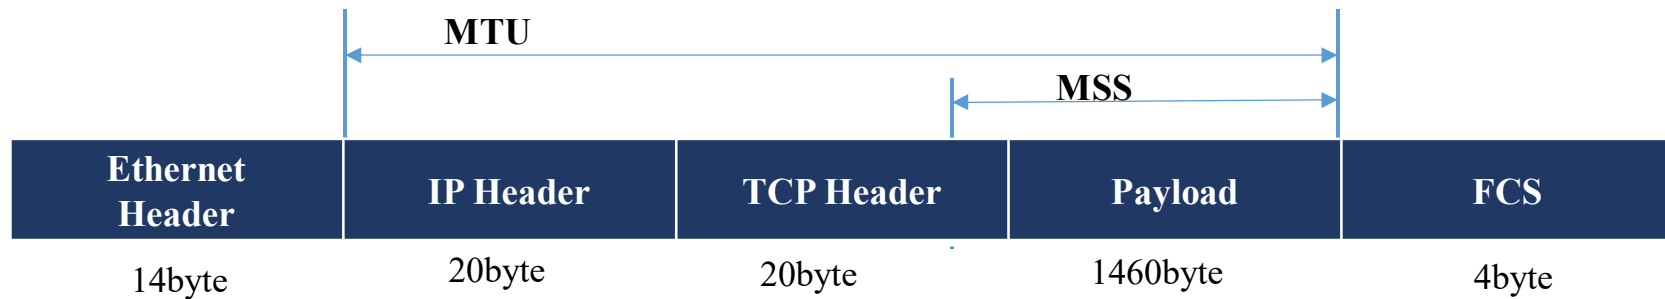 MTU
MSS
Ethernet
Header
IP Header
TCP Header
Payload
FCS
14byte
20byte
20byte
1460byte
4byte